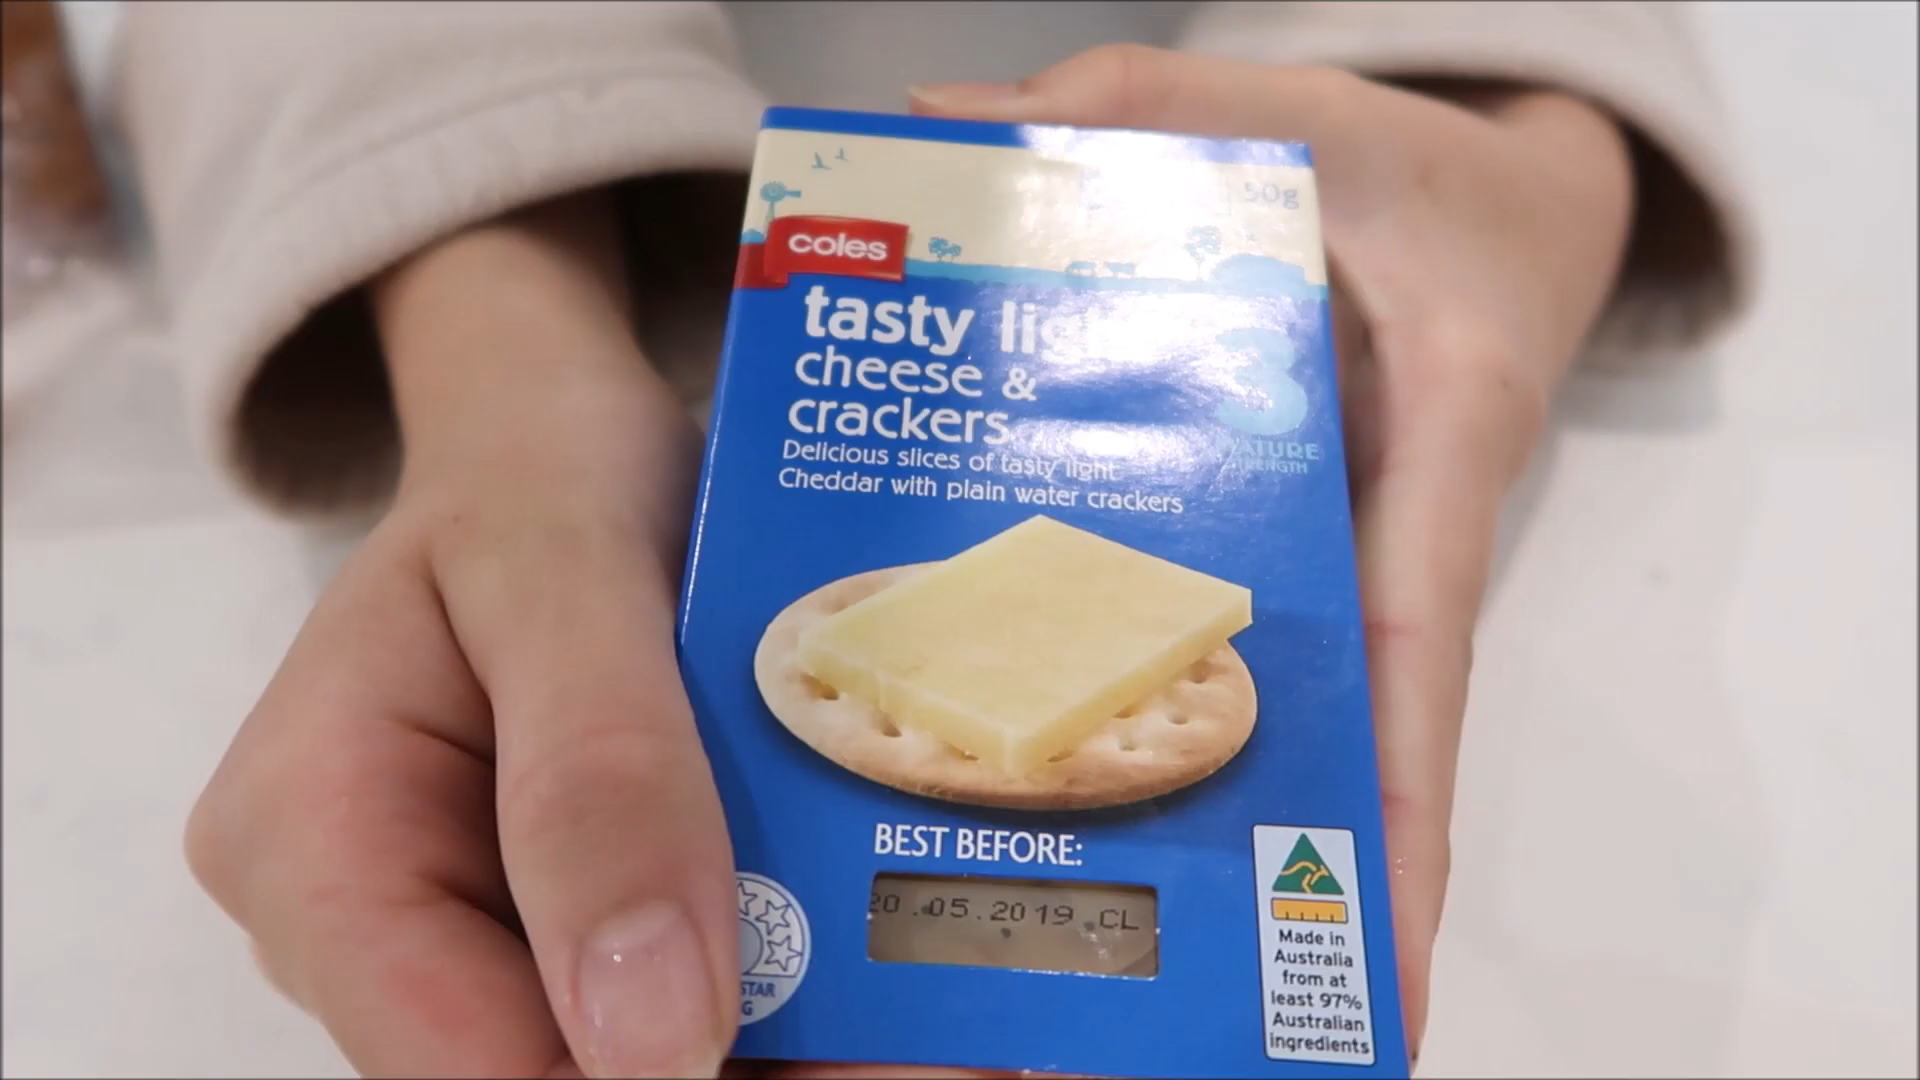 50g
coles
tasty
cheese &
crackers
Delicious slices of tasty light
Cheddar with plain water crackers
3
BEST BEFORE:
20.05.2019 CL
STAR
Made in
Australia
from at
least 97%
Australian
ingredients